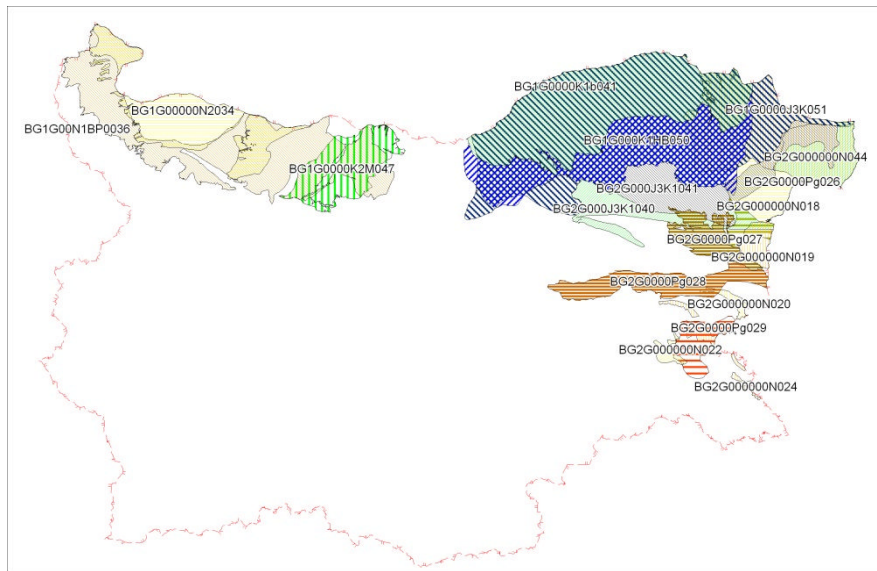 BG1G0000K1b041
BG1G00000N2034
BG1G0000J3K051
BG1G00N1BP0036
BG1G000K1HB050
BG2G000000N044
BG1G0000K2M047
BG2G0000Pg026
BG2G000J3K1041
BG2G000J3K1040
BG2G000000N018
BG2G0000Pg027
BG2G000000N019
BG2G0000Pg028
BG2G000000N020
BG2G0000Pg029
BG2G000000N022
BG2G000000N024